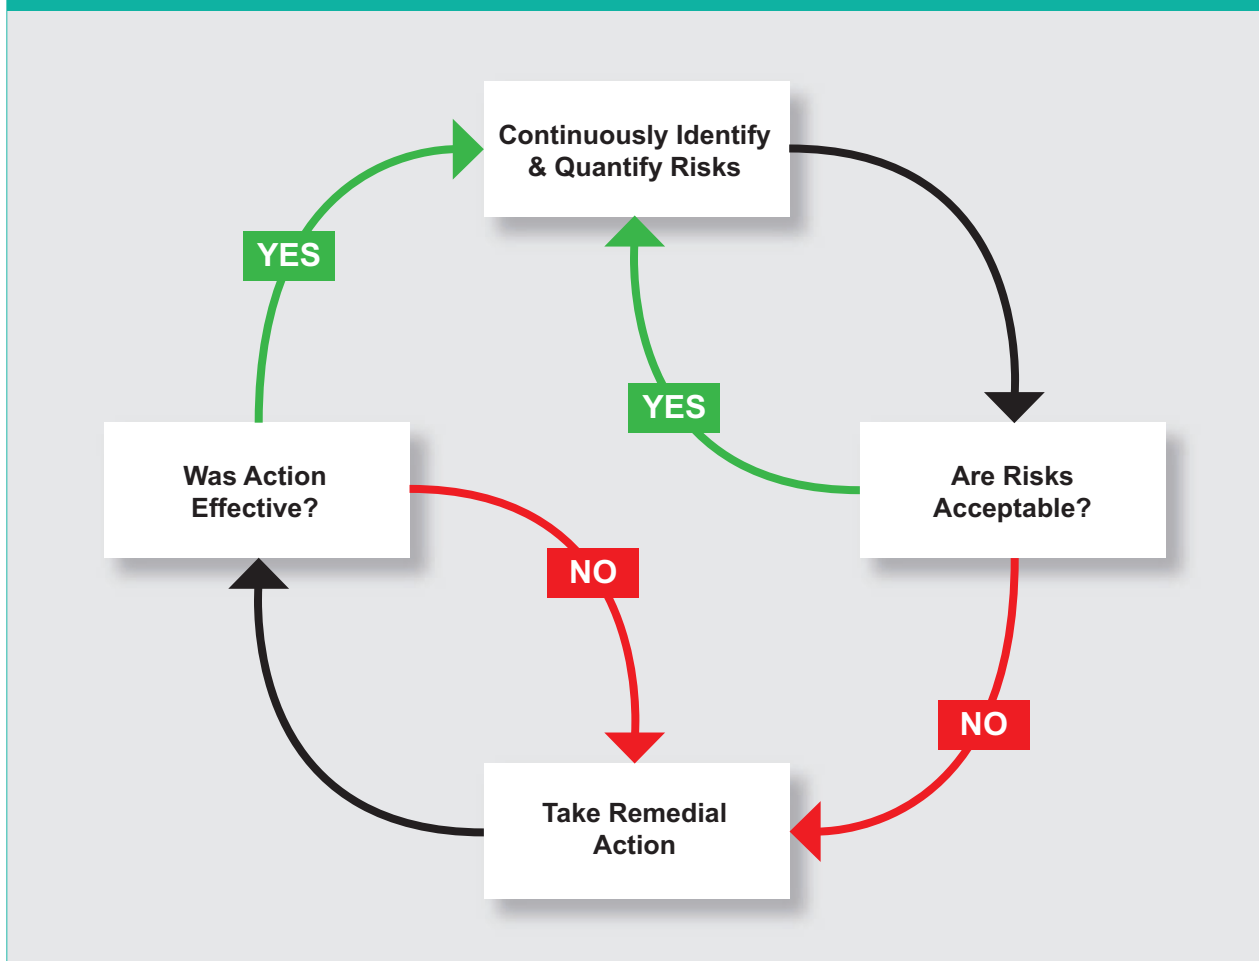 Continuously Identify
& Quantify Risks
YES
YES
Was Action
Effective?
Are Risks
Acceptable?
NO
NO
Take Remedial
Action